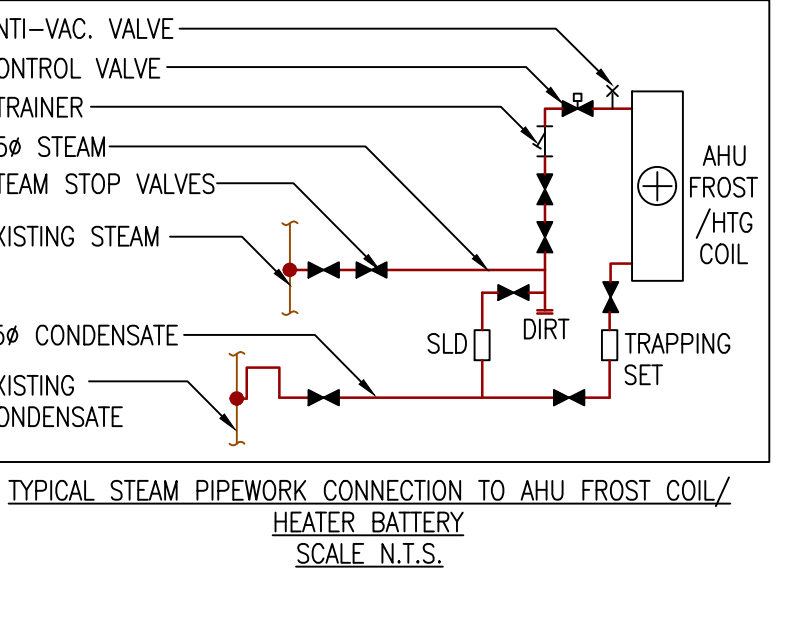 NTI-VAC. VALVE
ONTROL VALVE
TRAINER
5ø STEAM
TEAM STOP VALVES
XISTING STEAM
5ø CONDENSATE
XISTING
ONDENSATE
AHU
FROST
/HTG
COIL
SLD
DIRT
TRAPPING
SET
TYPICAL STEAM PIPEWORK CONNECTION TO AHU FROST COIL/
HEATER BATTERY
SCALE N.T.S.